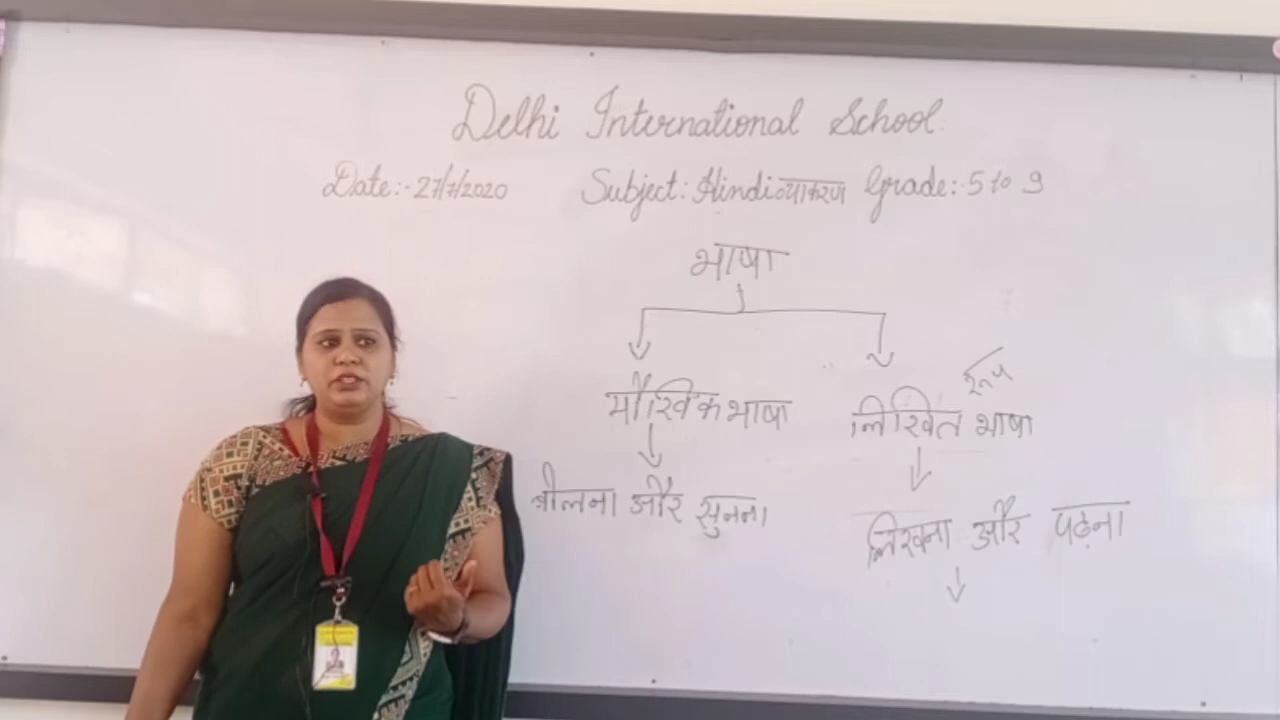 Delhi International School.
Date:- 27/7/2020 Subject: Hindi व्याकरण Grade:-5 to 9
भाषा
रूप
मौखिक भाषा लिखित भाषा
बोलना और सुनना
लिखना और पढ़ना